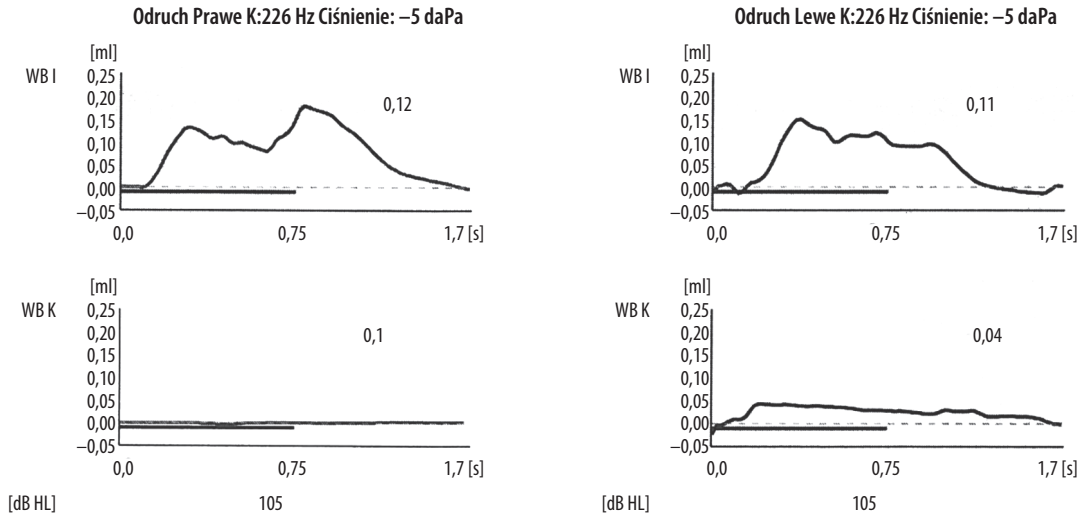 Odruch Prawe K:226 Hz Ciśnienie: –5 daPa
[ml]
WB I
0,25
0,20
0,15
0,10
0,05
0,00
–0,05
0,12
0,0 0,75 1,7 [s]
[ml]
WB K
0,25
0,20
0,15
0,10
0,05
0,00
–0,05
0,1
0,0 0,75 1,7 [s]
[dB HL] 105
Odruch Lewe K:226 Hz Ciśnienie: –5 daPa
[ml]
WB I
0,25
0,20
0,15
0,10
0,05
0,00
–0,05
0,11
0,0 0,75 1,7 [s]
[ml]
WB K
0,25
0,20
0,15
0,10
0,05
0,00
–0,05
0,04
0,0 0,75 1,7 [s]
[dB HL] 105